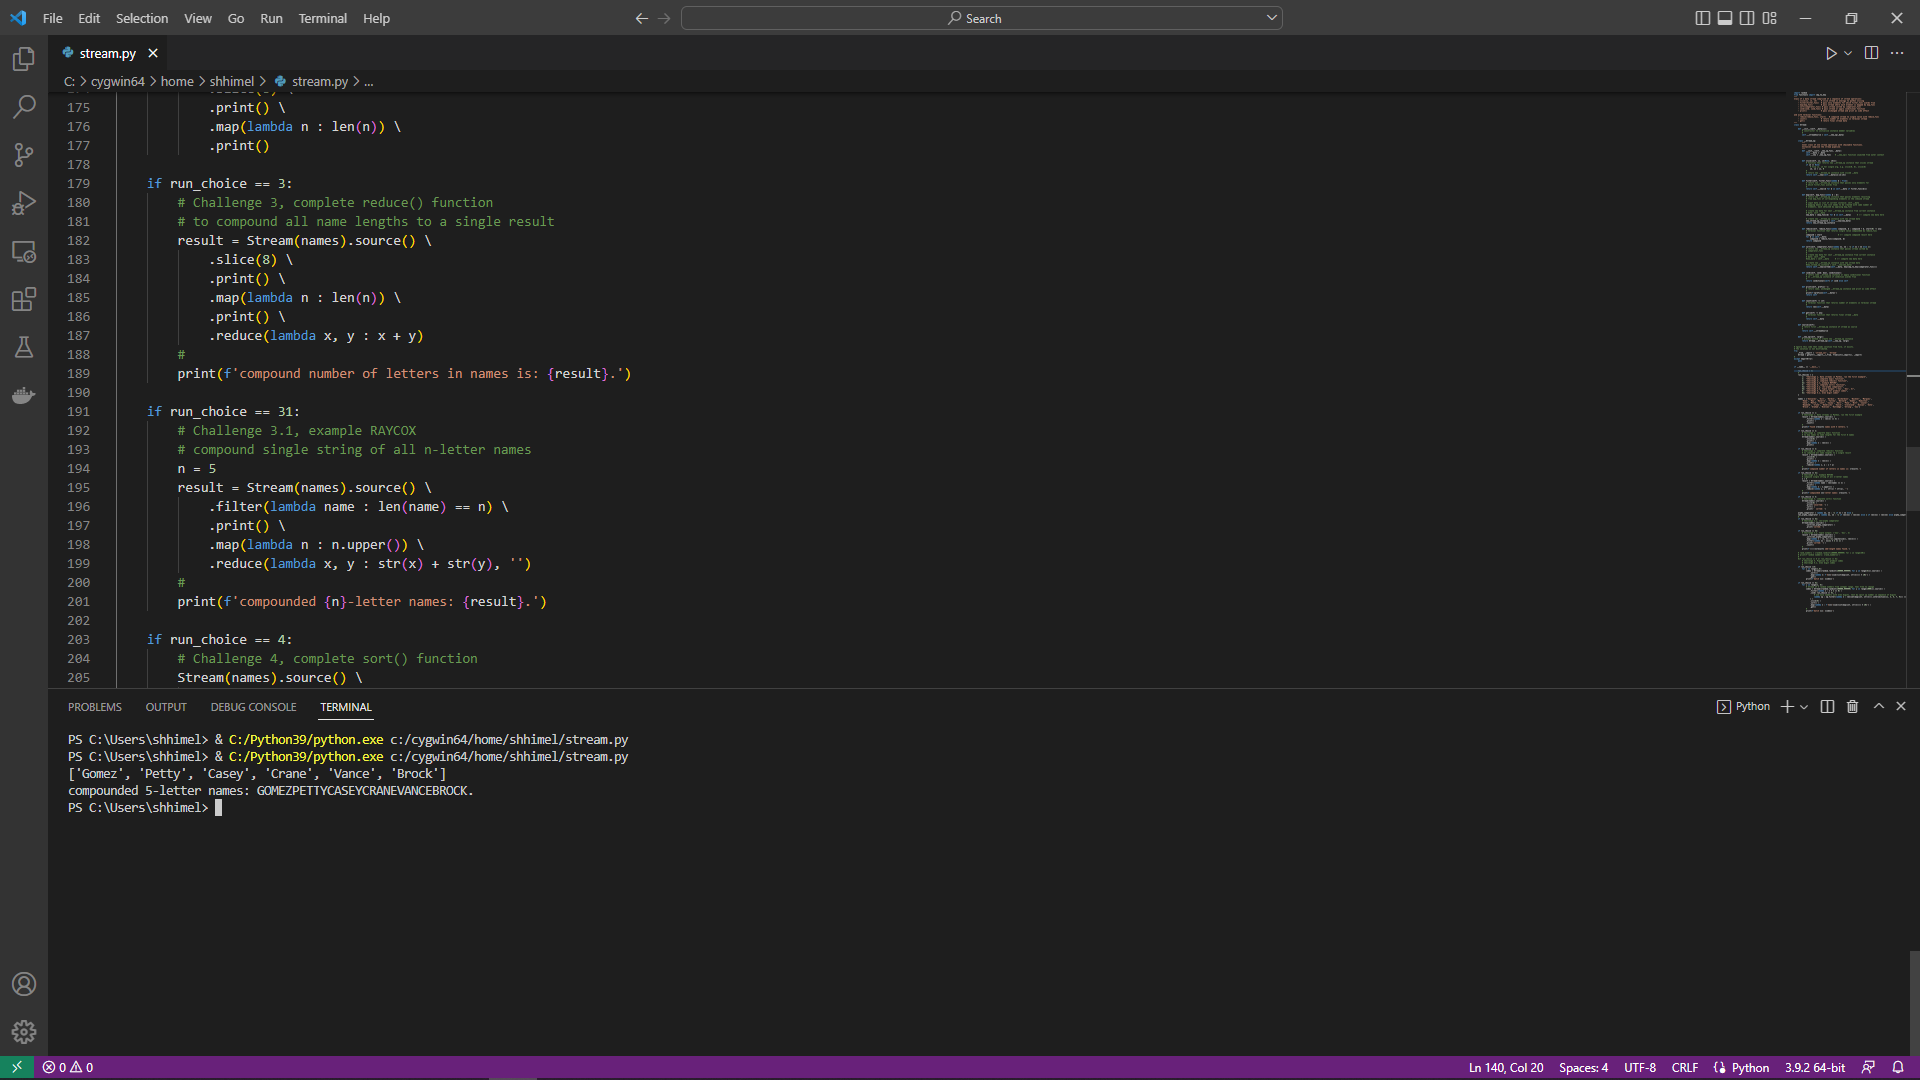 File Edit Selection View Go Run Terminal Help
Search
stream.py
C: > cygwin64 > home > shhimel > stream.py > ...
175 .print() \
176 .map(lambda n : len(n)) \
177 .print()
178
179 if run_choice == 3:
180 # Challenge 3, complete reduce() function
181 # to compound all name lengths to a single result
182 result = Stream(names).source() \
183 .slice(8) \
184 .print() \
185 .map(lambda n : len(n)) \
186 .print() \
187 .reduce(lambda x, y : x + y)
188 #
189 print(f'compound number of letters in names is: {result}.')
190
191 if run_choice == 31:
192 # Challenge 3.1, example RAYCOX
193 # compound single string of all n-letter names
194 n = 5
195 result = Stream(names).source() \
196 .filter(lambda name : len(name) == n) \
197 .print() \
198 .map(lambda n : n.upper()) \
199 .reduce(lambda x, y : str(x) + str(y), '')
200 #
201 print(f'compounded {n}-letter names: {result}.')
202
203 if run_choice == 4:
204 # Challenge 4, complete sort() function
205 Stream(names).source() \
PROBLEMS OUTPUT DEBUG CONSOLE TERMINAL Python
PS C:\Users\shhimel> & C:/Python39/python.exe c:/cygwin64/home/shhimel/stream.py
PS C:\Users\shhimel> & C:/Python39/python.exe c:/cygwin64/home/shhimel/stream.py
['Gomez', 'Petty', 'Casey', 'Crane', 'Vance', 'Brock']
compounded 5-letter names: GOMEZPETTYCASEYCRANEVANCEBROCK.
PS C:\Users\shhimel>
0 0 Ln 140, Col 20 Spaces: 4 UTF-8 CRLF Python 3.9.2 64-bit